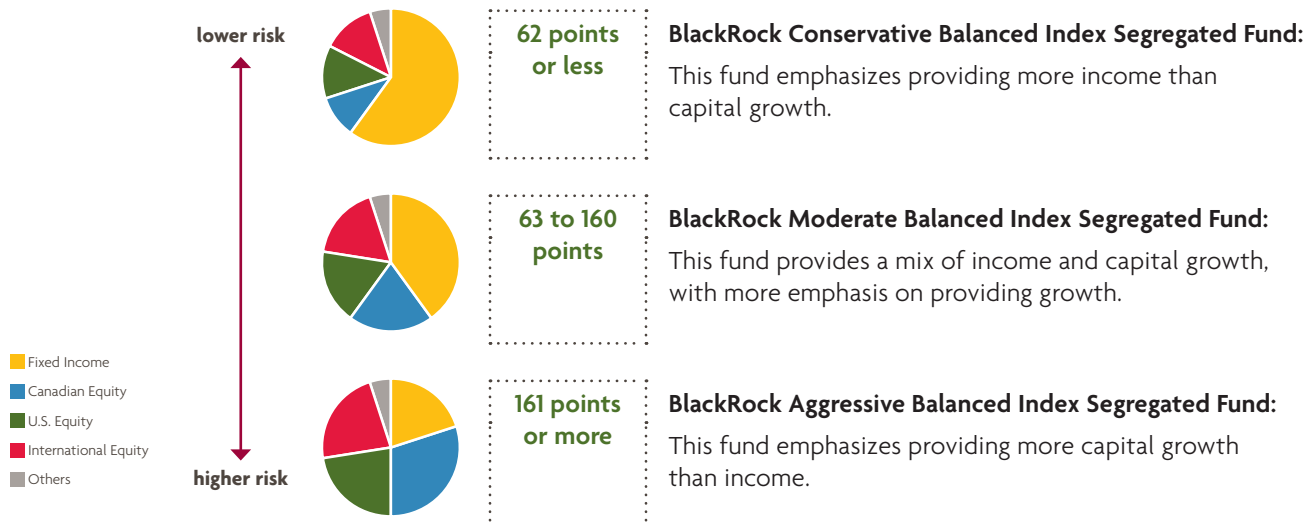 lower risk
62 points
or less
BlackRock Conservative Balanced Index Segregated Fund:
This fund emphasizes providing more income than
capital growth.
63 to 160
points
BlackRock Moderate Balanced Index Segregated Fund:
This fund provides a mix of income and capital growth,
with more emphasis on providing growth.
Fixed Income
Canadian Equity
U.S. Equity
International Equity
Others
higher risk
161 points
or more
BlackRock Aggressive Balanced Index Segregated Fund:
This fund emphasizes providing more capital growth
than income.